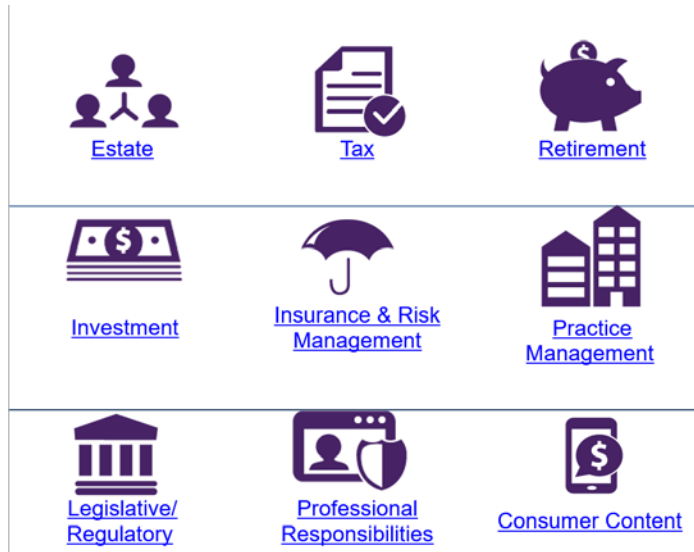 Estate
Tax
Retirement
Investment
Insurance & Risk
Management
Practice
Management
Legislative/
Regulatory
Professional
Responsibilities
Consumer Content